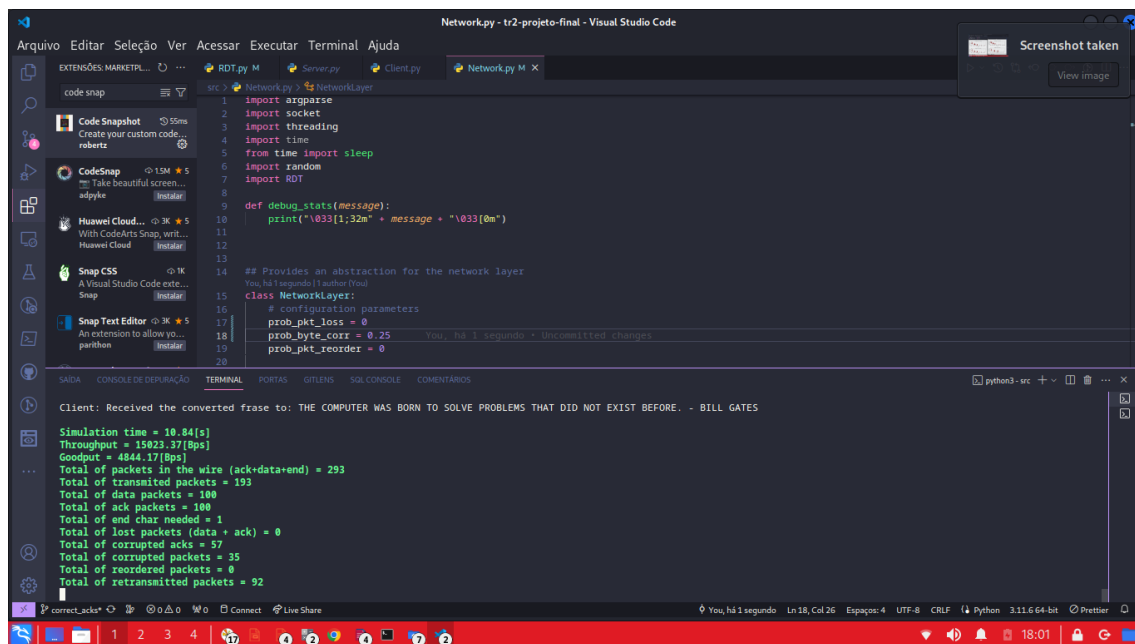 Network.py - tr2-projeto-final - Visual Studio Code
Arquivo Editar Seleção Ver Acessar Executar Terminal Ajuda
Screenshot taken
View image
EXTENSÕES: MARKETPL...
RDT.py M Server.py Client.py Network.py M
code snap
src > Network.py > NetworkLayer
Code Snapshot 55ms
Create your custom code...
robertz
CodeSnap 1.5M 5
Take beautiful screen...
adpyke Instalar
Huawei Cloud... 3K 5
With CodeArts Snap, writ...
Huawei Cloud Instalar
Snap CSS 1K
A Visual Studio Code exte...
Snap Instalar
Snap Text Editor 3K 5
An extension to allow yo...
parithon Instalar
1 import argparse
2 import socket
3 import threading
4 import time
5 from time import sleep
6 import random
7 import RDT
8
9 def debug_stats(message):
10 print("\033[1;32m" + message + "\033[0m")
11
12
13
14 ## Provides an abstraction for the network layer
You, há 1 segundo | 1 author (You)
15 class NetworkLayer:
16 # configuration parameters
17 prob_pkt_loss = 0
18 prob_byte_corr = 0.25 You, há 1 segundo • Uncommitted changes
19 prob_pkt_reorder = 0
20
SAÍDA CONSOLE DE DEPURAÇÃO TERMINAL PORTAS GITLENS SQL CONSOLE COMENTÁRIOS
python3 - src
Client: Received the converted frase to: THE COMPUTER WAS BORN TO SOLVE PROBLEMS THAT DID NOT EXIST BEFORE. - BILL GATES
Simulation time = 10.84[s]
Throughput = 15023.37[Bps]
Goodput = 4844.17[Bps]
Total of packets in the wire (ack+data+end) = 293
Total of transmited packets = 193
Total of data packets = 100
Total of ack packets = 100
Total of end char needed = 1
Total of lost packets (data + ack) = 0
Total of corrupted acks = 57
Total of corrupted packets = 35
Total of reordered packets = 0
Total of retransmitted packets = 92
correct_acks* 0 0 0 Connect Live Share
You, há 1 segundo Ln 18, Col 26 Espaços: 4 UTF-8 CRLF Python 3.11.6 64-bit Prettier
1 2 3 4 17 4 2 4 7 2 18:01